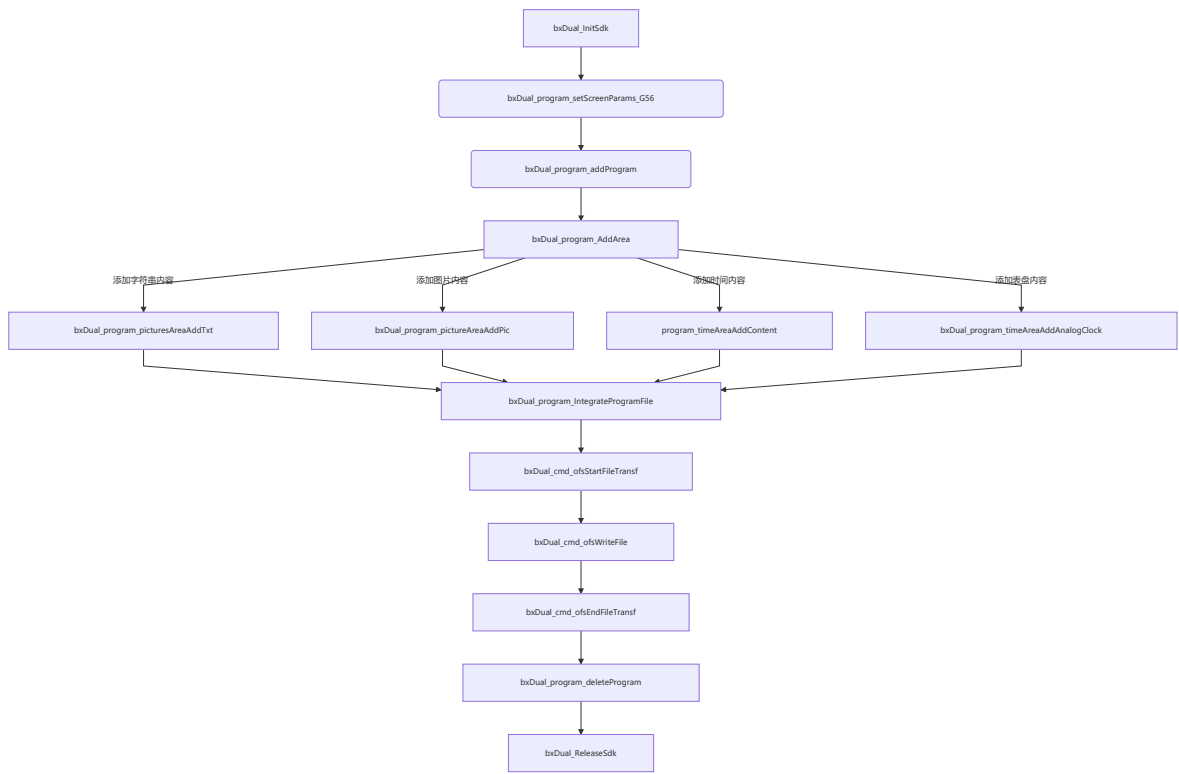 bxDual_InitSdk
bxDual_program_setScreenParams_G56
bxDual_program_addProgram
bxDual_program_AddArea
添加字符串内容
添加图片内容
添加时间内容
添加表盘内容
bxDual_program_picturesAreaAddTxt
bxDual_program_pictureAreaAddPic
program_timeAreaAddContent
bxDual_program_timeAreaAddAnalogClock
bxDual_program_IntegrateProgramFile
bxDual_cmd_ofsStartFileTransf
bxDual_cmd_ofsWriteFile
bxDual_cmd_ofsEndFileTransf
bxDual_program_deleteProgram
bxDual_ReleaseSdk